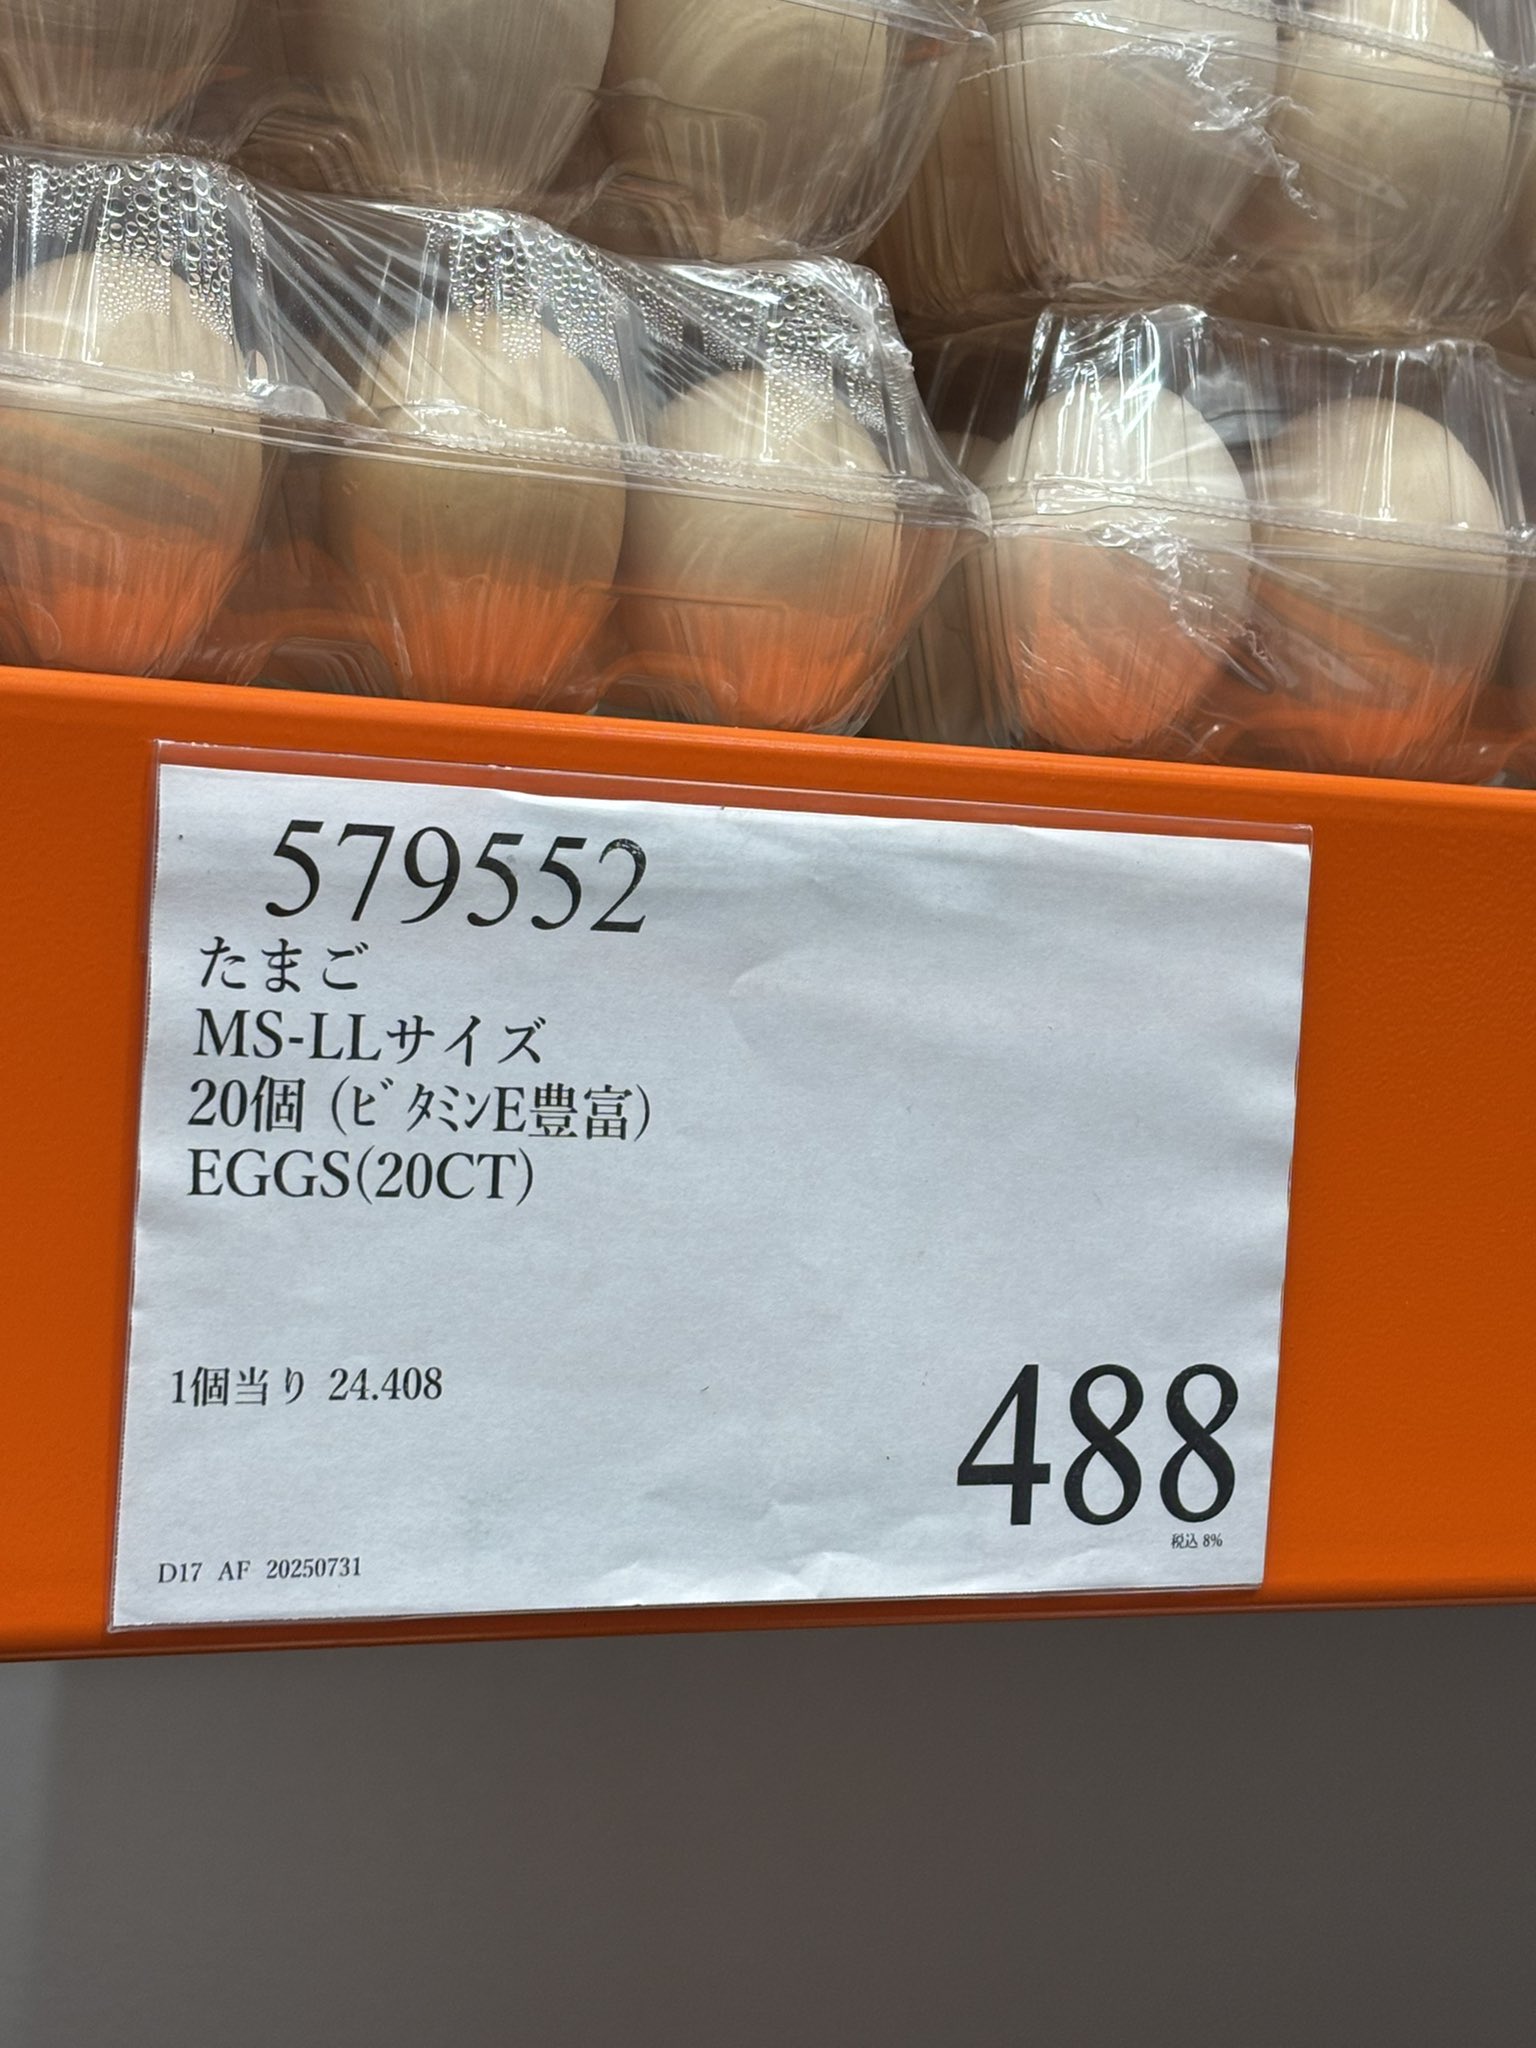 579552
たまご
MS-LLサイズ
20個 (ﾋﾞﾀﾐﾝE豊富)
EGGS(20CT)
1個当り 24.408
488
税込 8%
D17 AF 20250731